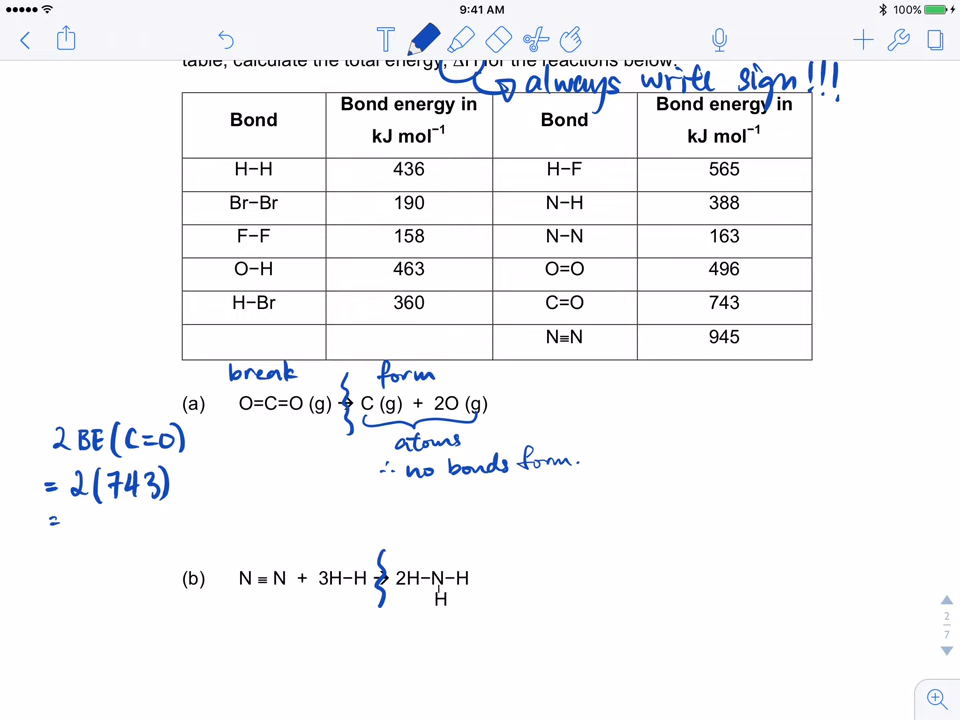 9:41 AM
100%
T
table, calculate the total energy, ΔH for the reactions below.
always write sign!!!
Bond Bond energy in kJ mol⁻¹ Bond Bond energy in kJ mol⁻¹
H−H 436 H−F 565
Br−Br 190 N−H 388
F−F 158 N−N 163
O−H 463 O=O 496
H−Br 360 C=O 743
N≡N 945
break form
(a) O=C=O (g) → C (g) + 2O (g)
2 BE(C=O)
atoms
= 2(743)
∴ no bonds form.
=
(b) N ≡ N + 3H−H → 2H−N−H
H
2
7